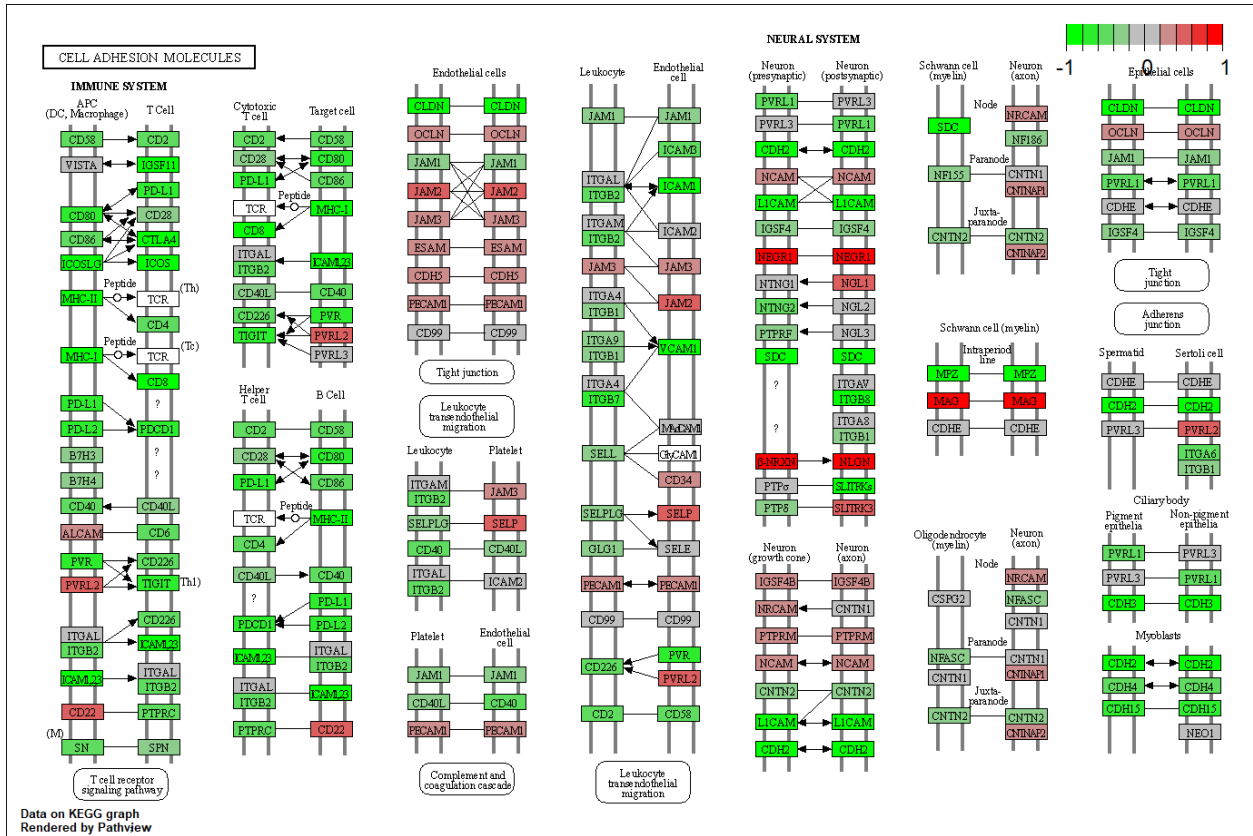 CELL ADHESION MOLECULES
NEURAL SYSTEM
-1 0 1
IMMUNE SYSTEM
APC
(DC, Macrophage)
T Cell
CD58
CD2
VISTA
IGSF11
PD-L1
CD80
CD28
CD86
CTLA4
ICOSLG
ICOS
MHC-II
Peptide
TCR
(Th)
CD4
MHC-I
Peptide
TCR
(Tc)
CD8
PD-L1
?
PD-L2
PDCD1
B7H3
?
B7H4
?
CD40
CD40L
ALCAM
CD6
PVR
CD226
PVRL2
TIGIT
Th1)
CD226
ITGAL
ITGB2
ICAM1,2,3
ICAM1,2,3
ITGAL
ITGB2
CD22
PTPRC
(M)
SN
SPN
T cell receptor
signaling pathway
Cytotoxic
T cell
Target cell
CD2
CD58
CD28
CD80
PD-L1
CD86
TCR
Peptide
MHC-I
CD8
ITGAL
ITGB2
ICAM1,2,3
CD40L
CD40
CD226
PVR
TIGIT
PVRL2
PVRL3
Helper
T cell
B Cell
CD2
CD58
CD28
CD80
PD-L1
CD86
TCR
Peptide
MHC-II
CD4
CD40L
CD40
?
PD-L1
PDCD1
PD-L2
ICAM1,2,3
ITGAL
ITGB2
ITGAL
ITGB2
ICAM1,2,3
PTPRC
CD22
Endothelial cells
CLDN
CLDN
OCLN
OCLN
JAM1
JAM1
JAM2
JAM2
JAM3
JAM3
ESAM
ESAM
CDH5
CDH5
PECAM1
PECAM1
CD99
CD99
Tight junction
Leukocyte
transendothelial
migration
Leukocyte
Platelet
ITGAM
ITGB2
JAM3
SELPLG
SELP
CD40
CD40L
ITGAL
ITGB2
ICAM2
Platelet
Endothelial
cell
JAM1
JAM1
CD40L
CD40
PECAM1
PECAM1
Complement and
coagulation cascade
Leukocyte
Endothelial
cell
JAM1
JAM1
ICAM3
ITGAL
ITGB2
ICAM1
ITGAM
ITGB2
ICAM2
JAM3
JAM3
ITGA4
ITGB1
JAM2
ITGA9
ITGB1
VCAM1
ITGA4
ITGB7
MAdCAM1
SELL
GlyCAM1
CD34
SELPLG
SELP
GLG1
SELE
PECAM1
PECAM1
CD99
CD99
PVR
CD226
PVRL2
CD2
CD58
Leukocyte
transendothelial
migration
Neuron
(presynaptic)
Neuron
(postsynaptic)
PVRL1
PVRL3
PVRL3
PVRL1
CDH2
CDH2
NCAM
NCAM
L1CAM
L1CAM
IGSF4
IGSF4
NEGR1
NEGR1
NTNG1
NGL1
NTNG2
NGL2
PTPRF
NGL3
SDC
SDC
?
ITGAV
ITGB8
?
ITGA8
ITGB1
β-NRXN
NLGN
PTPσ
SLITRKs
PTPδ
SLITRK3
Neuron
(growth cone)
Neuron
(axon)
IGSF4B
IGSF4B
NRCAM
CNTN1
PTPRM
PTPRM
NCAM
NCAM
CNTN2
CNTN2
L1CAM
L1CAM
CDH2
CDH2
Schwann cell
(myelin)
Neuron
(axon)
Node
SDC
NRCAM
NF186
Paranode
NF155
CNTN1
CNTNAP1
Juxta-
paranode
CNTN2
CNTN2
CNTNAP2
Schwann cell (myelin)
Intraperiod
line
MPZ
MPZ
MAG
MAG
CDHE
CDHE
Oligodendrocyte
(myelin)
Neuron
(axon)
Node
NRCAM
CSPG2
NFASC
CNTN1
Paranode
NFASC
CNTN1
CNTN1
CNTNAP1
Juxta-
paranode
CNTN2
CNTN2
CNTNAP2
Epithelial cells
CLDN
CLDN
OCLN
OCLN
JAM1
JAM1
PVRL1
PVRL1
CDHE
CDHE
IGSF4
IGSF4
Tight
junction
Adherens
junction
Spermatid
Sertoli cell
CDHE
CDHE
CDH2
CDH2
PVRL3
PVRL2
ITGA6
ITGB1
Ciliary body
Pigment
epithelia
Non-pigment
epithelia
PVRL1
PVRL3
PVRL3
PVRL1
CDH3
CDH3
Myoblasts
CDH2
CDH2
CDH4
CDH4
CDH15
CDH15
NEO1
Data on KEGG graph
Rendered by Pathview